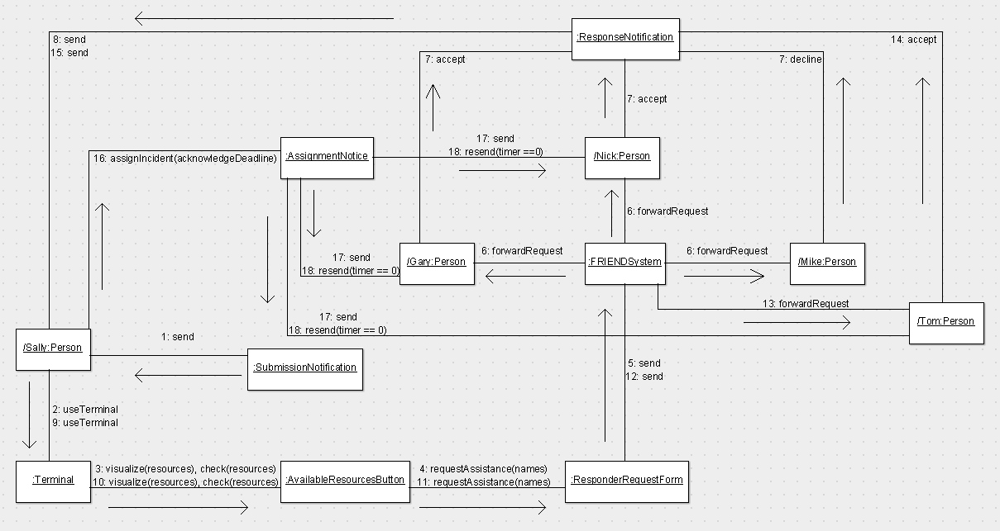 :ResponseNotification
8: send
15: send
14: accept
7: accept
7: decline
7: accept
17: send
18: resend(timer ==0)
:AssignmentNotice
/Nick:Person
16: assignIncident(acknowledgeDeadline)
6: forwardRequest
6: forwardRequest
6: forwardRequest
17: send
18: resend(timer == 0)
/Gary:Person
:FRIENDSystem
/Mike:Person
13: forwardRequest
17: send
18: resend(timer == 0)
/Tom:Person
1: send
/Sally:Person
:SubmissionNotification
5: send
12: send
2: useTerminal
9: useTerminal
3: visualize(resources), check(resources)
10: visualize(resources), check(resources)
4: requestAssistance(names)
11: requestAssistance(names)
:Terminal
:AvailableResourcesButton
:ResponderRequestForm